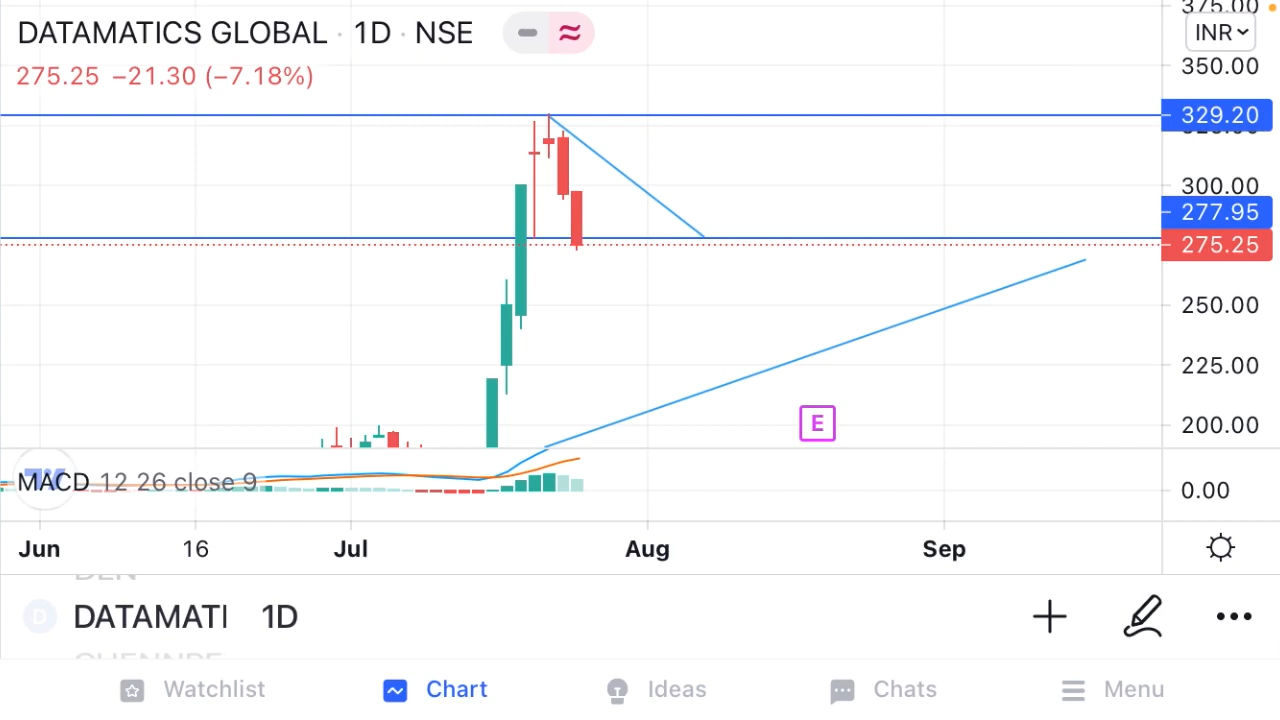 375.00
DATAMATICS GLOBAL · 1D · NSE
INR
275.25 −21.30 (−7.18%)
350.00
329.20
300.00
277.95
275.25
250.00
225.00
E
200.00
MACD 12 26 close 9
0.00
Jun 16 Jul Aug Sep
D DATAMATI 1D
Watchlist Chart Ideas Chats Menu